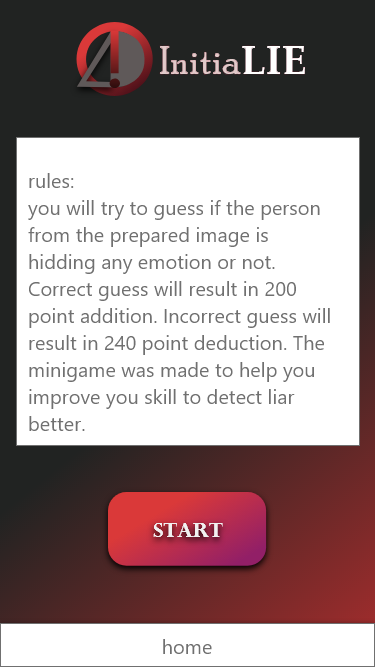 InitiaLIE
rules:
you will try to guess if the person
from the prepared image is
hidding any emotion or not.
Correct guess will result in 200
point addition. Incorrect guess will
result in 240 point deduction. The
minigame was made to help you
improve you skill to detect liar
better.
START
home